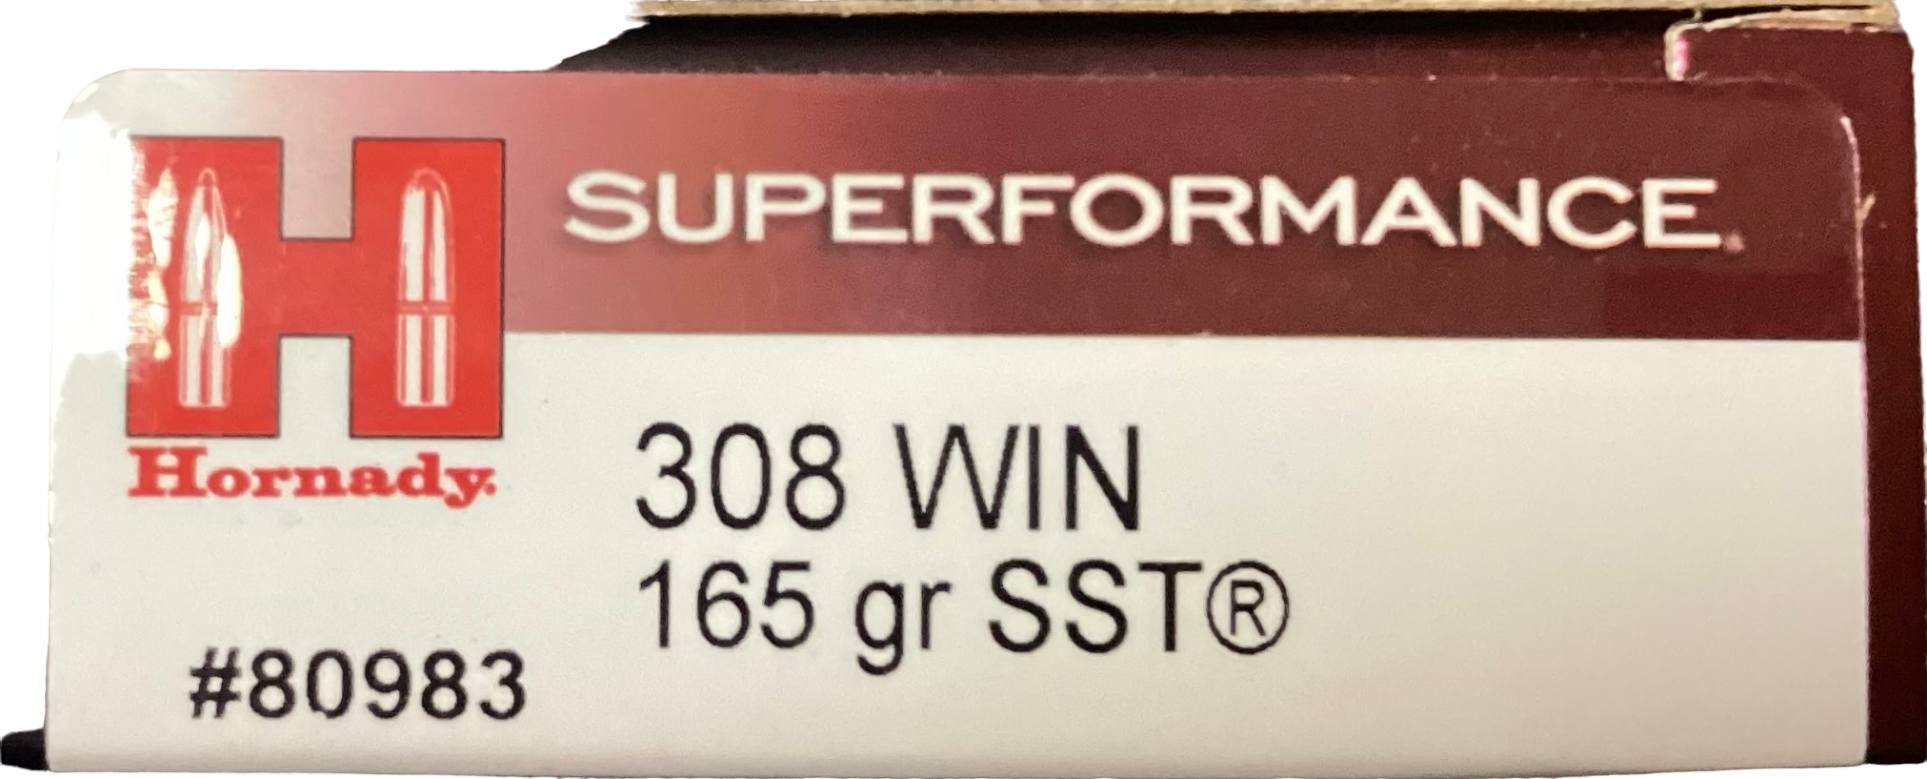 SUPERFORMANCE
Hornady
308 WIN
165 gr SST®
#80983